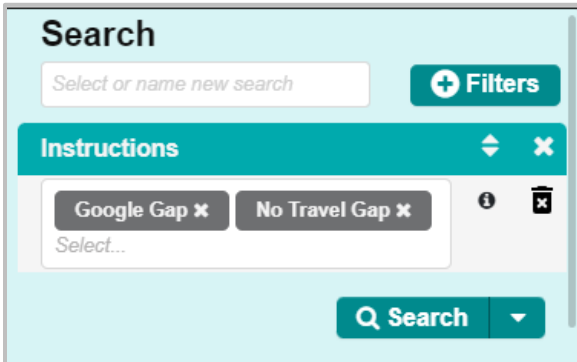 Search
Select or name new search
Filters
Instructions
Google Gap No Travel Gap
Select...
Search